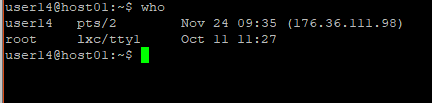 user14@host01:~$ who
user14   pts/2        Nov 24 09:35 (176.36.111.98)
root     lxc/tty1     Oct 11 11:27
user14@host01:~$